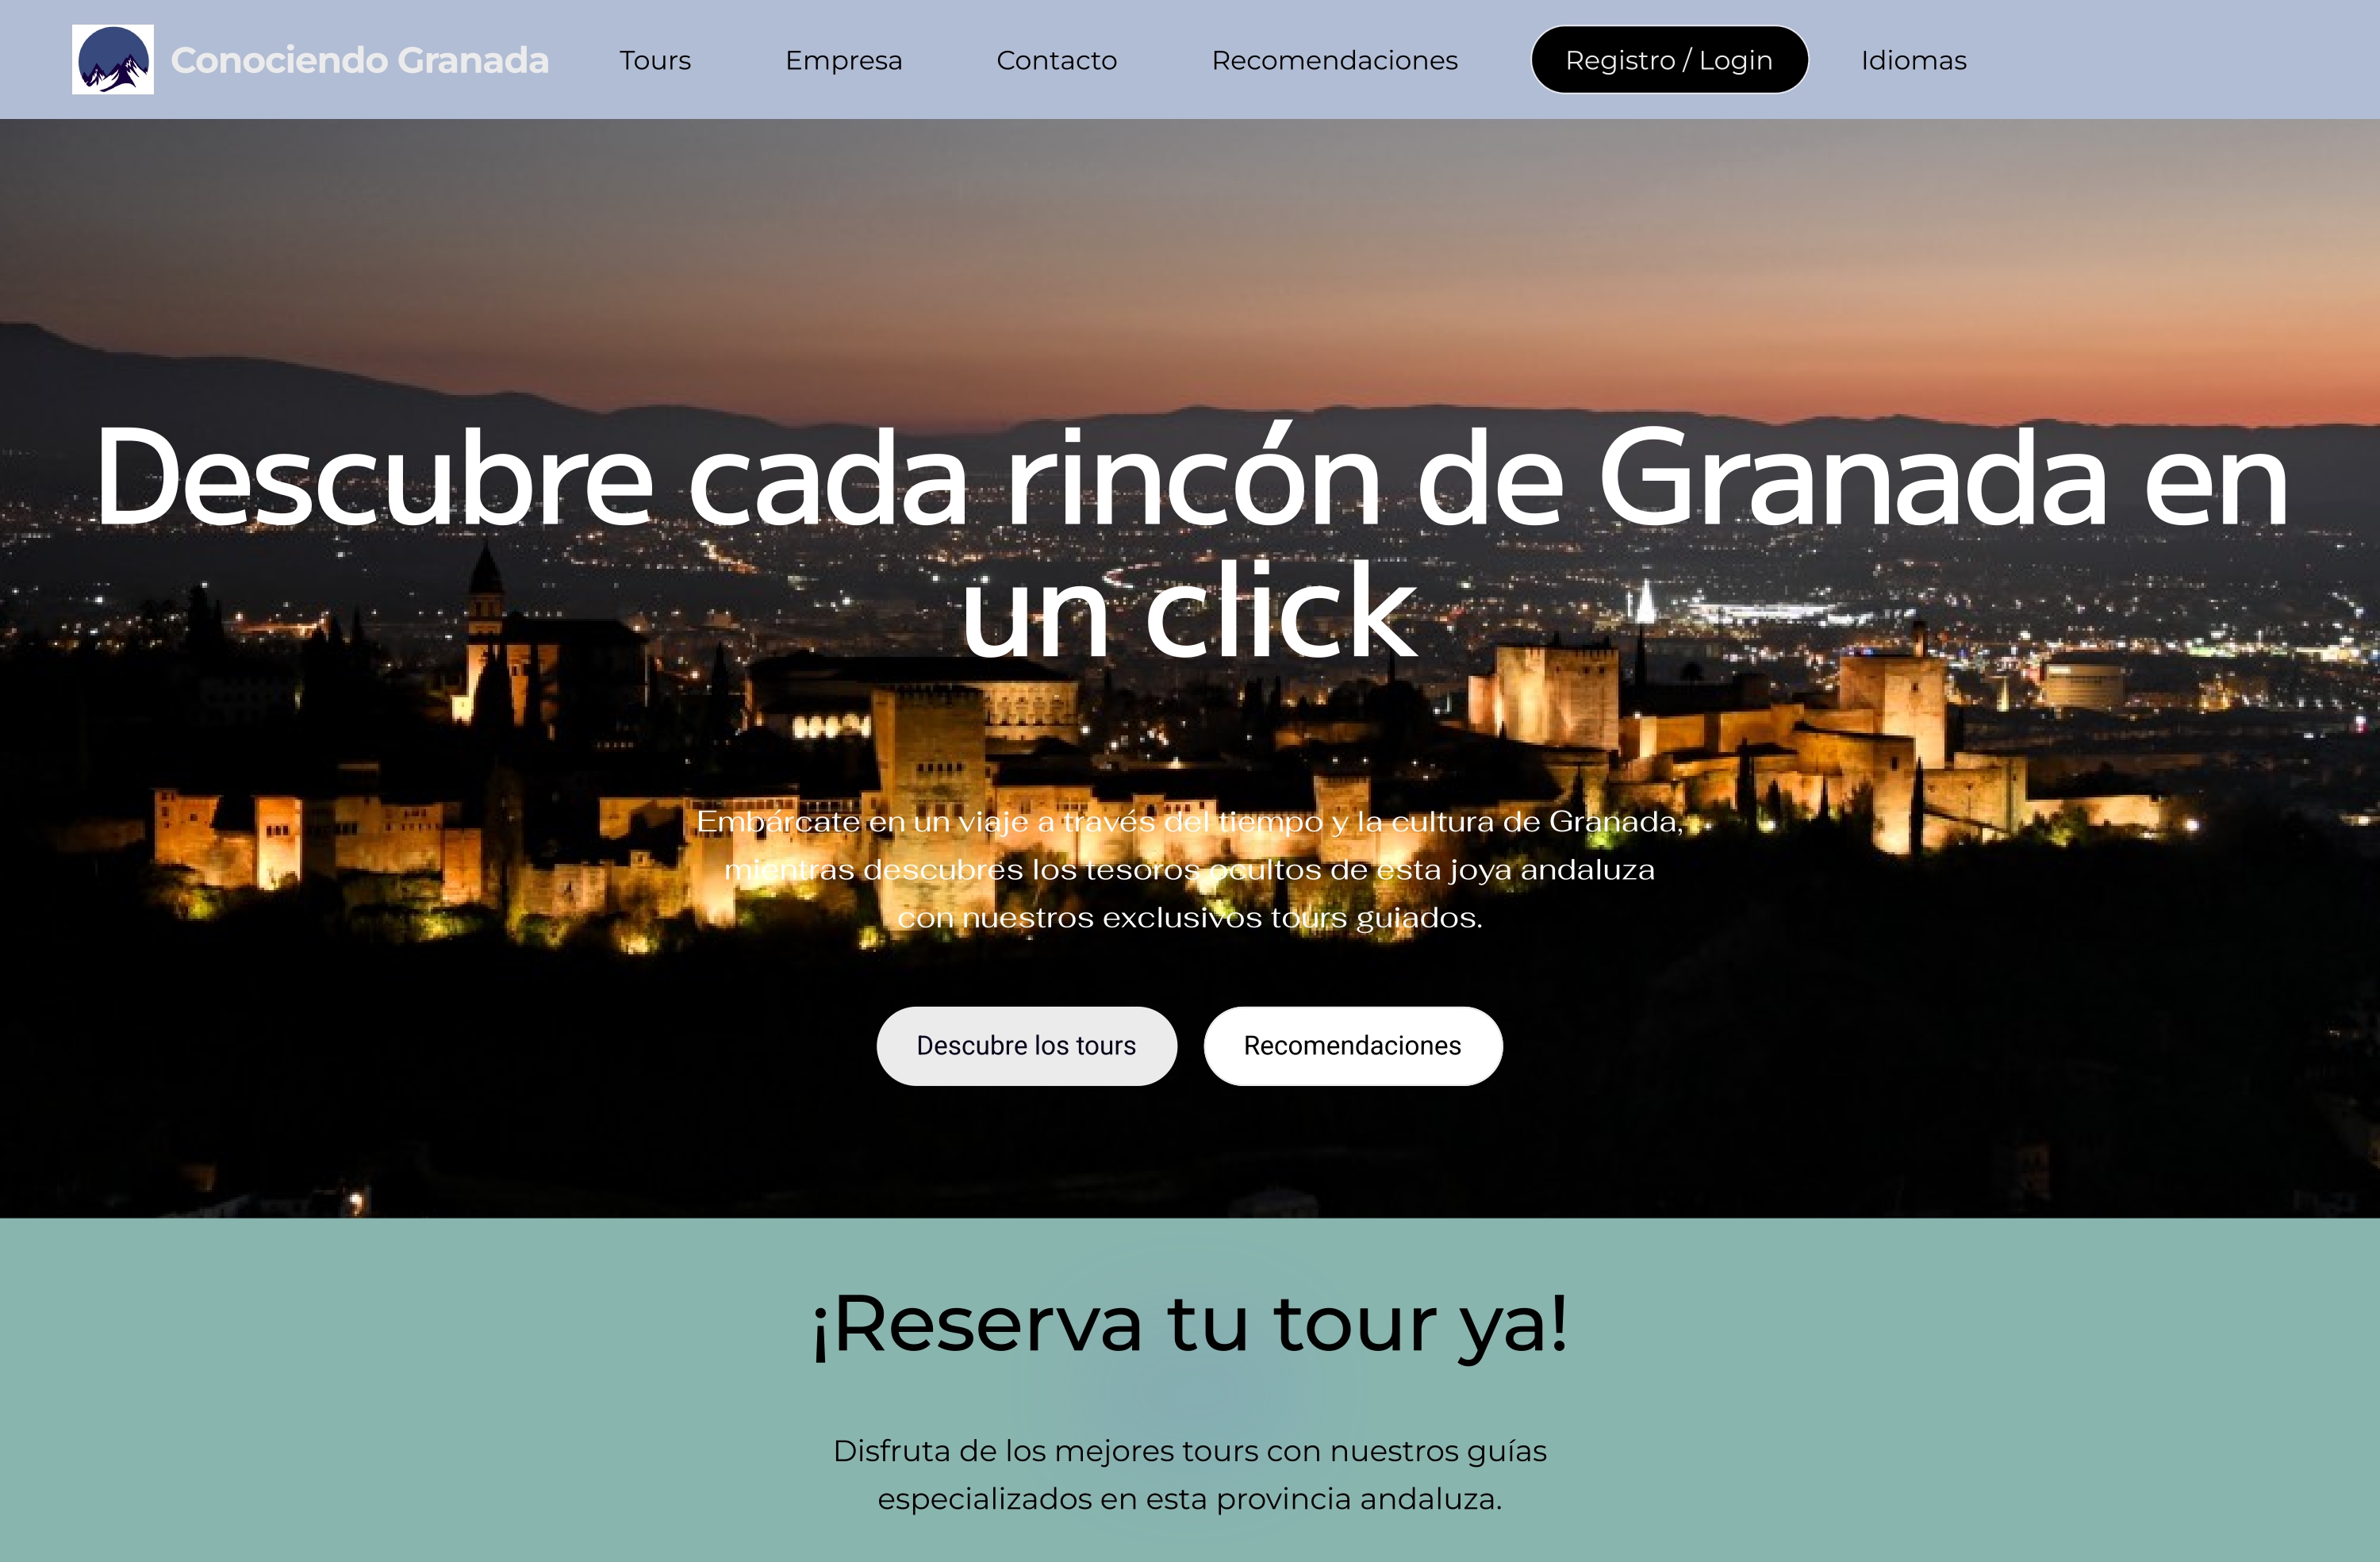 Conociendo Granada
Tours
Empresa
Contacto
Recomendaciones
Registro / Login
Idiomas
Descubre cada rincón de Granada en
un click
Embárcate en un viaje a través del tiempo y la cultura de Granada,
mientras descubres los tesoros ocultos de esta joya andaluza
con nuestros exclusivos tours guiados.
Descubre los tours
Recomendaciones
¡Reserva tu tour ya!
Disfruta de los mejores tours con nuestros guías
especializados en esta provincia andaluza.